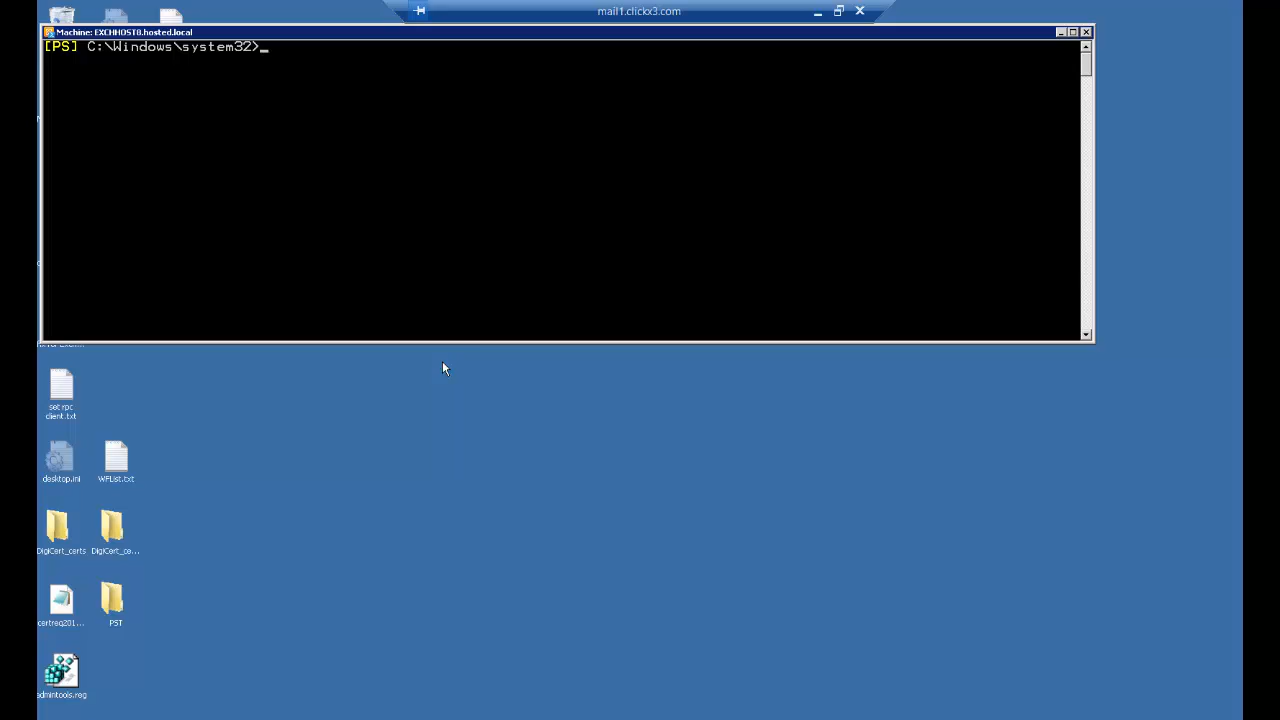 mail1.clickx3.com
Machine: EXCHHOST8.hosted.local
[PS] C:\Windows\system32>_
set rpc
client.txt
desktop.ini
WFList.txt
DigiCert_certs
DigiCert_ce...
certreq201...
PST
admintools.reg